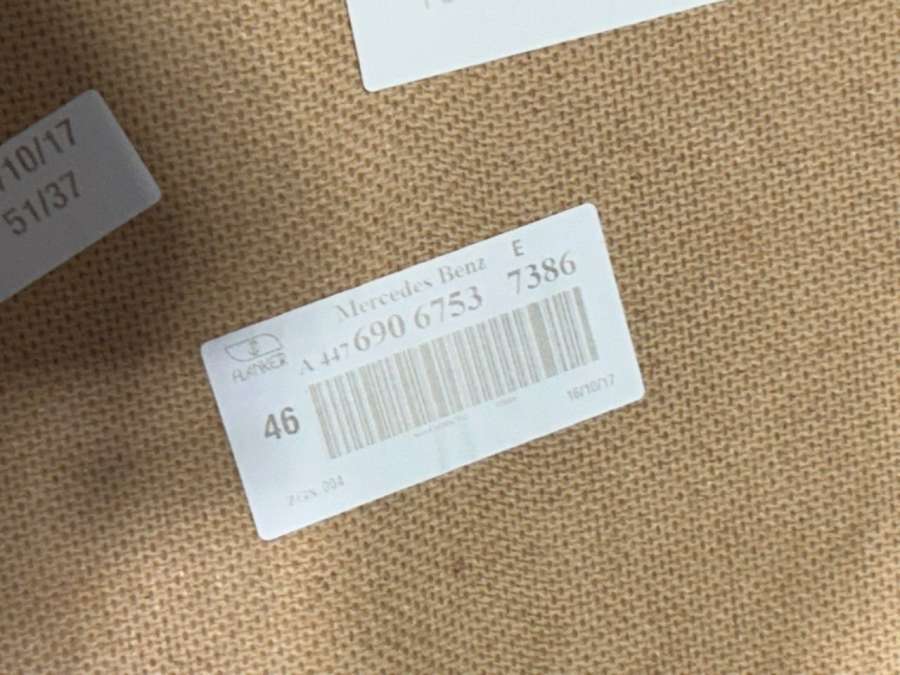 /10/17
51/37
Mercedes Benz E
A 447 690 6753 7386
46
16/10/17